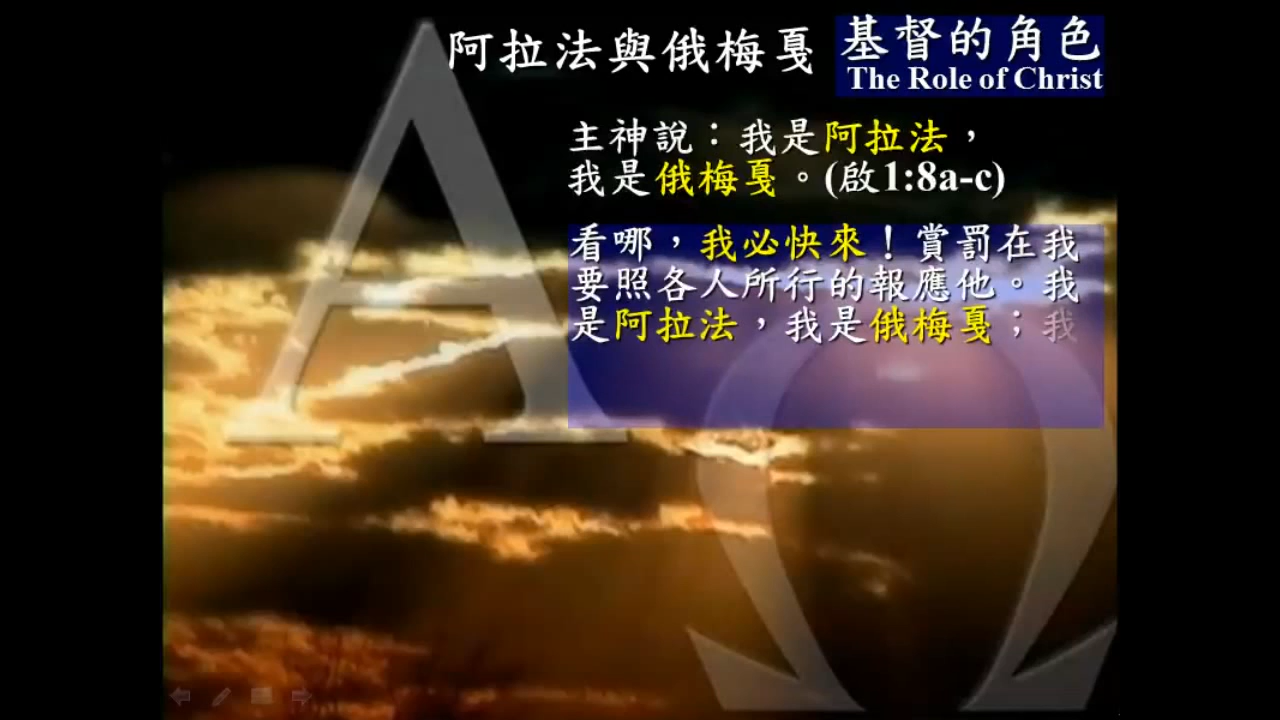 阿拉法與俄梅戛
基督的角色
The Role of Christ
主神說：我是阿拉法，
我是俄梅戛。(啟1:8a-c)
看哪，我必快來！賞罰在我
要照各人所行的報應他。我
是阿拉法，我是俄梅戛；我
Α
Ω